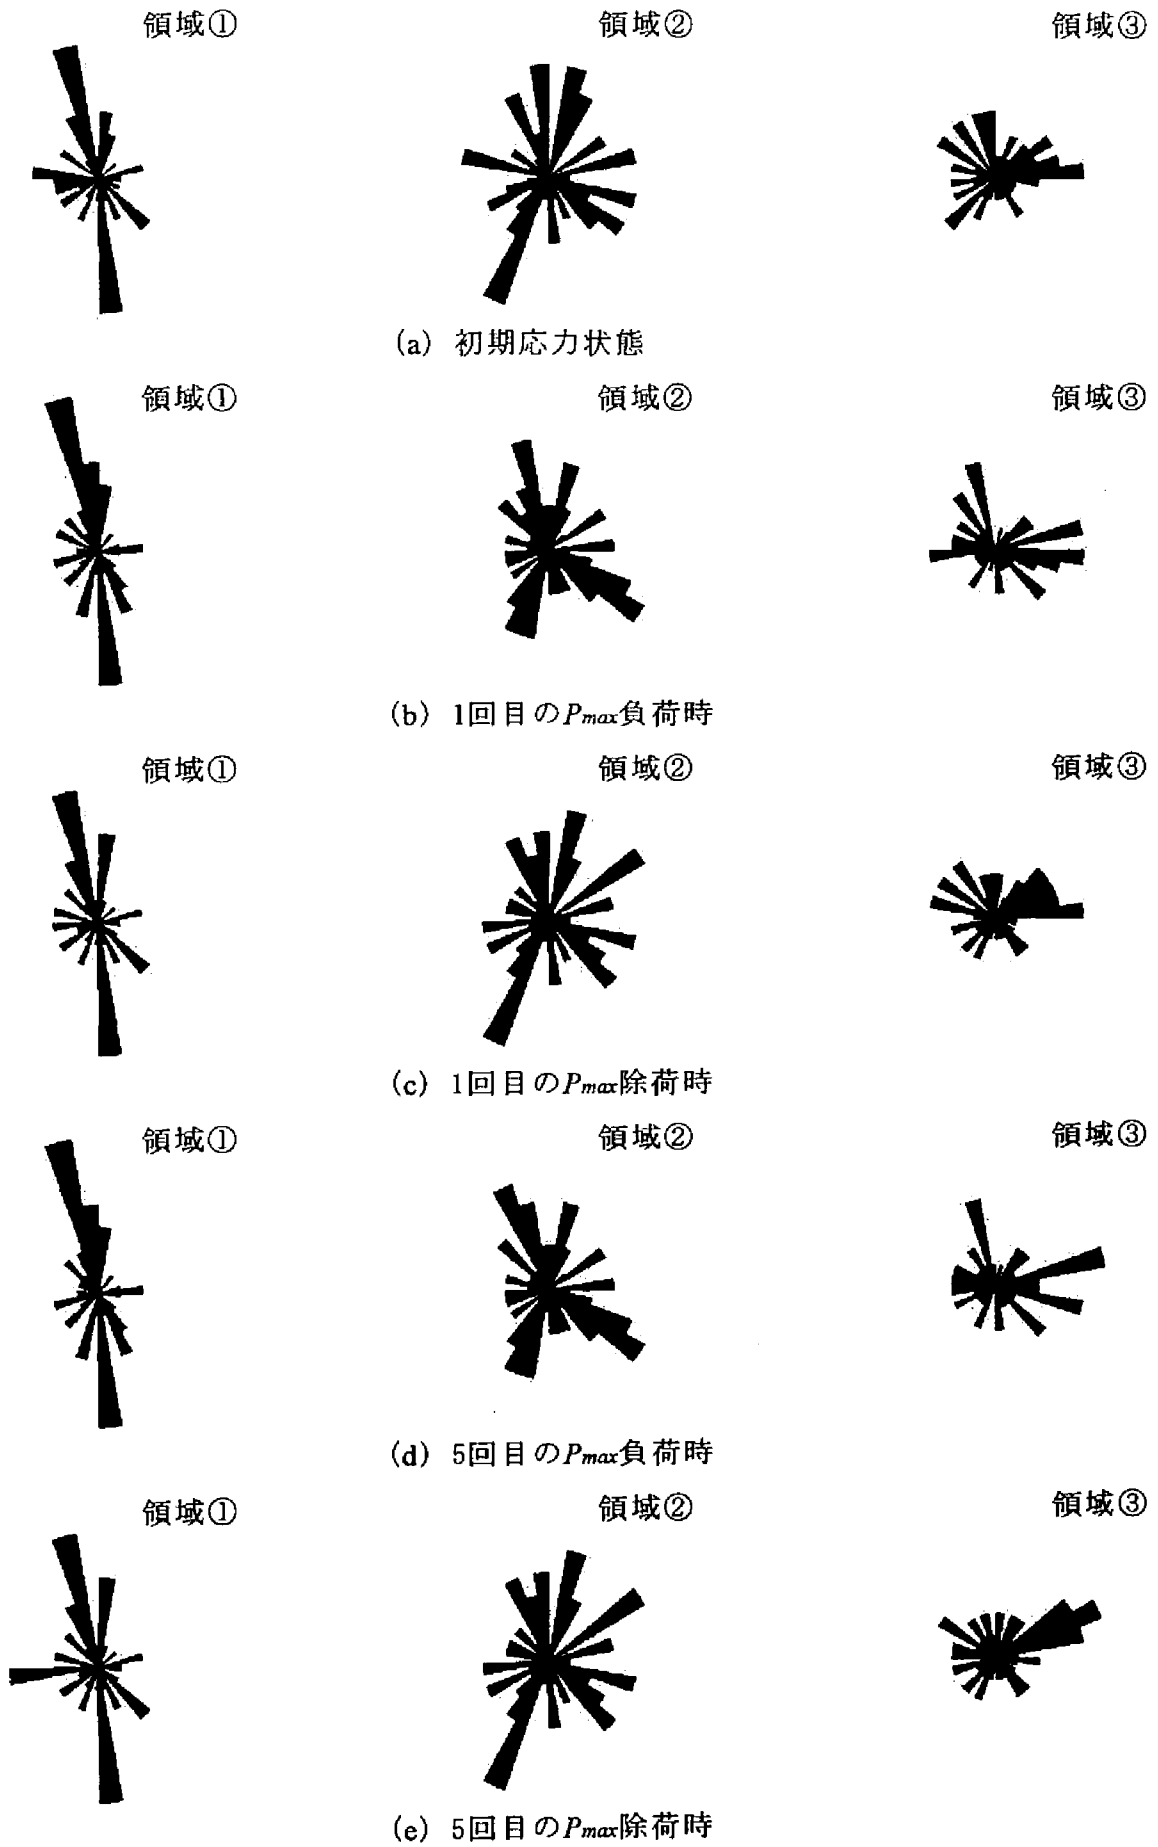 領域① 領域② 領域③
(a) 初期応力状態
領域① 領域② 領域③
(b) 1回目のPmax負荷時
領域① 領域② 領域③
(c) 1回目のPmax除荷時
領域① 領域② 領域③
(d) 5回目のPmax負荷時
領域① 領域② 領域③
(e) 5回目のPmax除荷時